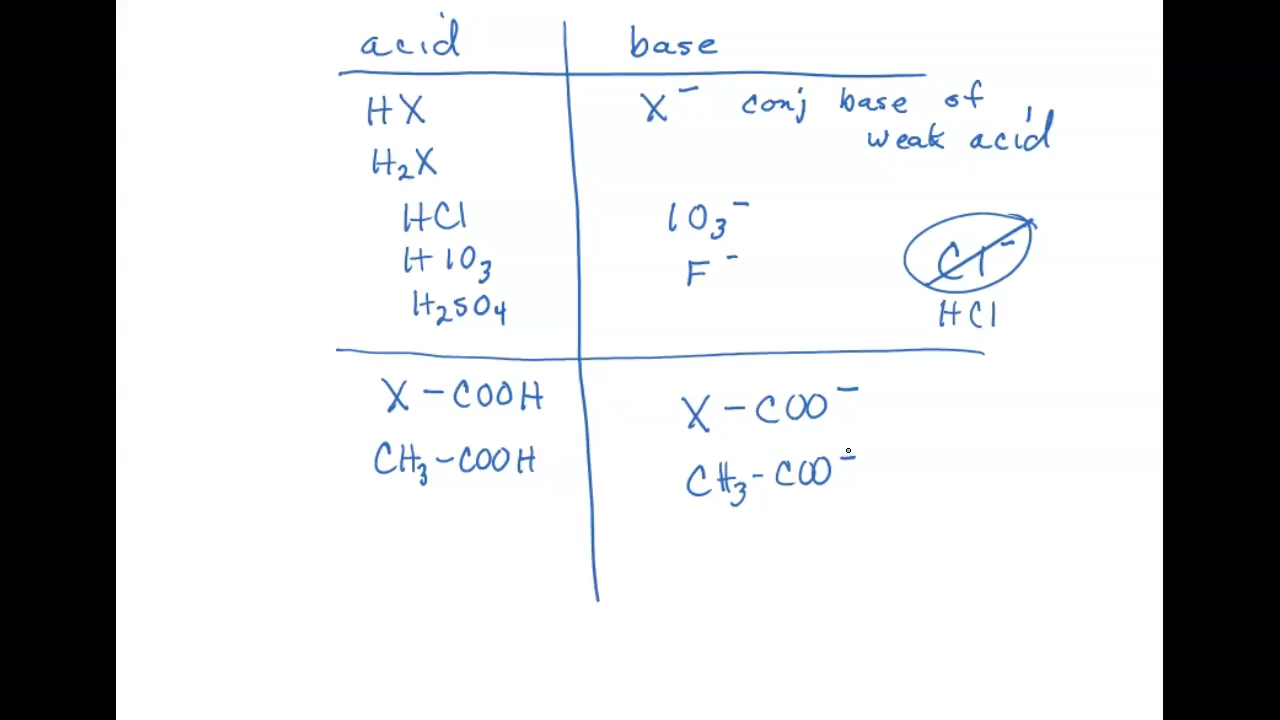 acid base
HX X⁻ conj base of
weak acid
H₂X
HCl IO₃⁻
HIO₃ F⁻ Cl⁻
H₂SO₄ HCl
X-COOH X-COO⁻
CH₃-COOH CH₃-COO⁻